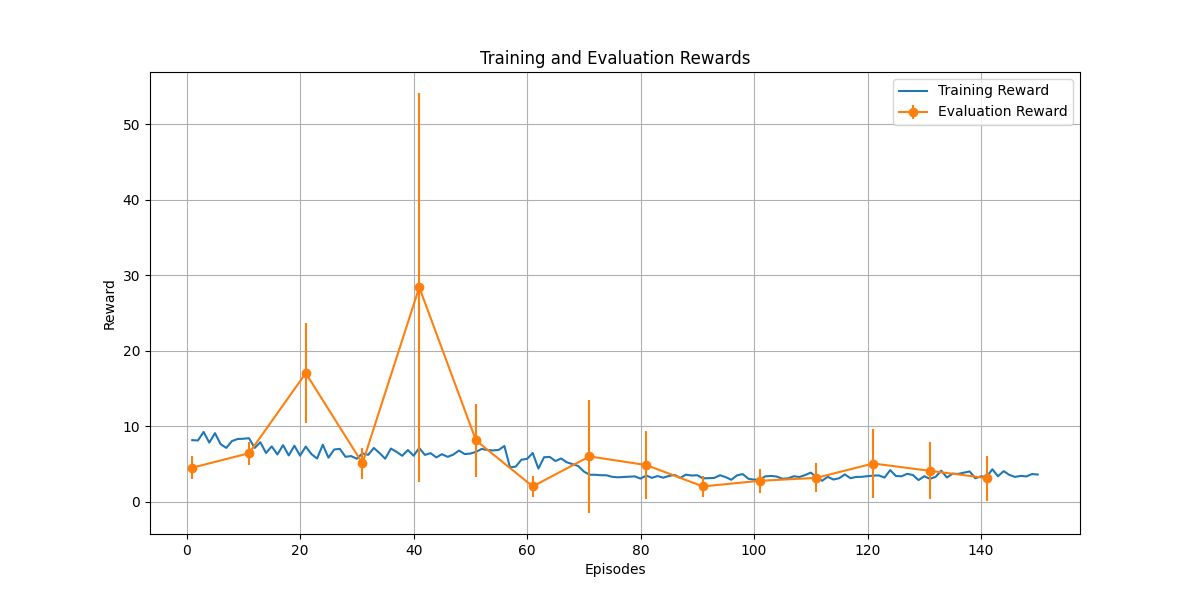 Training and Evaluation Rewards
Training Reward
Evaluation Reward
50
40
30
20
10
0
Reward
0 20 40 60 80 100 120 140
Episodes